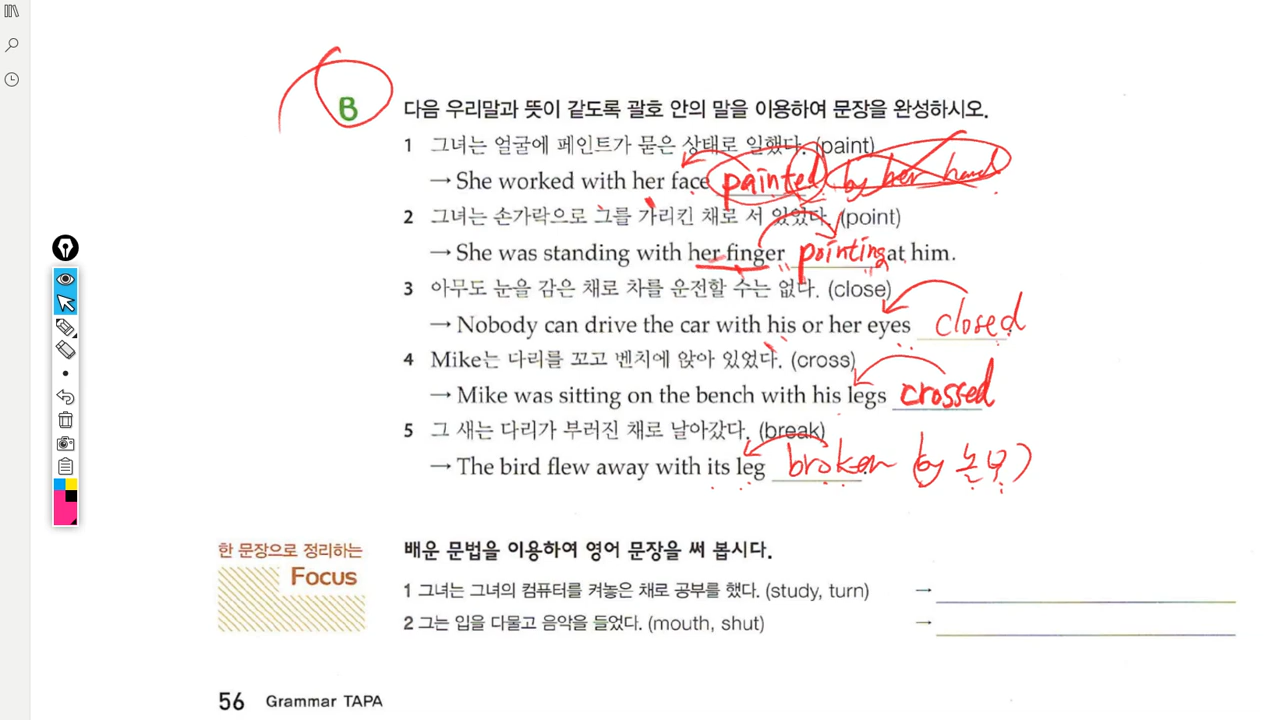 B 다음 우리말과 뜻이 같도록 괄호 안의 말을 이용하여 문장을 완성하시오.
1 그녀는 얼굴에 페인트가 묻은 상태로 일했다. (paint)
→ She worked with her face painted by her hand
2 그녀는 손가락으로 그를 가리킨 채로 서 있었다. (point)
→ She was standing with her finger pointing at him.
3 아무도 눈을 감은 채로 차를 운전할 수는 없다. (close)
→ Nobody can drive the car with his or her eyes closed
4 Mike는 다리를 꼬고 벤치에 앉아 있었다. (cross)
→ Mike was sitting on the bench with his legs crossed
5 그 새는 다리가 부러진 채로 날아갔다. (break)
→ The bird flew away with its leg broken (by 놀부)
한 문장으로 정리하는
Focus
배운 문법을 이용하여 영어 문장을 써 봅시다.
1 그녀는 그녀의 컴퓨터를 켜놓은 채로 공부를 했다. (study, turn) →
2 그는 입을 다물고 음악을 들었다. (mouth, shut) →
56 Grammar TAPA